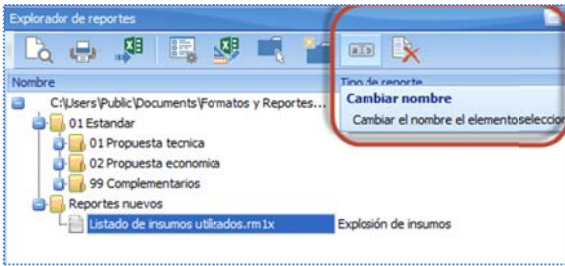 Explorador de reportes
Nombre
Tipo de reporte
Cambiar nombre
Cambiar el nombre el elementoseleccion
C:\Users\Public\Documents\Formatos y Reportes...
01 Estandar
01 Propuesta tecnica
02 Propuesta economica
99 Complementarios
Reportes nuevos
Listado de insumos utilizados.rm1x Explosión de insumos